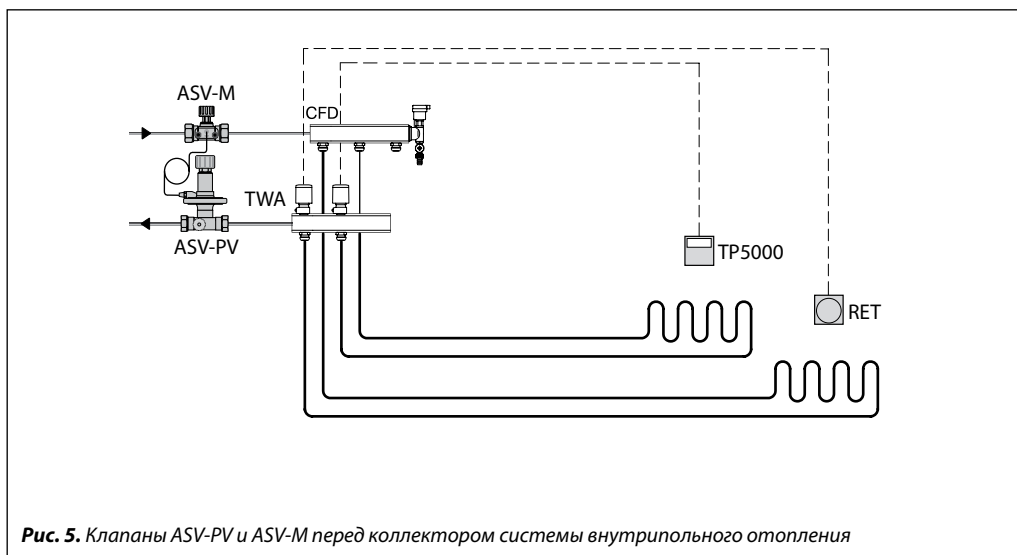 ASV-M
CFD
TWA
ASV-PV
TP5000
RET
Рис. 5. Клапаны ASV-PV и ASV-M перед коллектором системы внутрипольного отопления